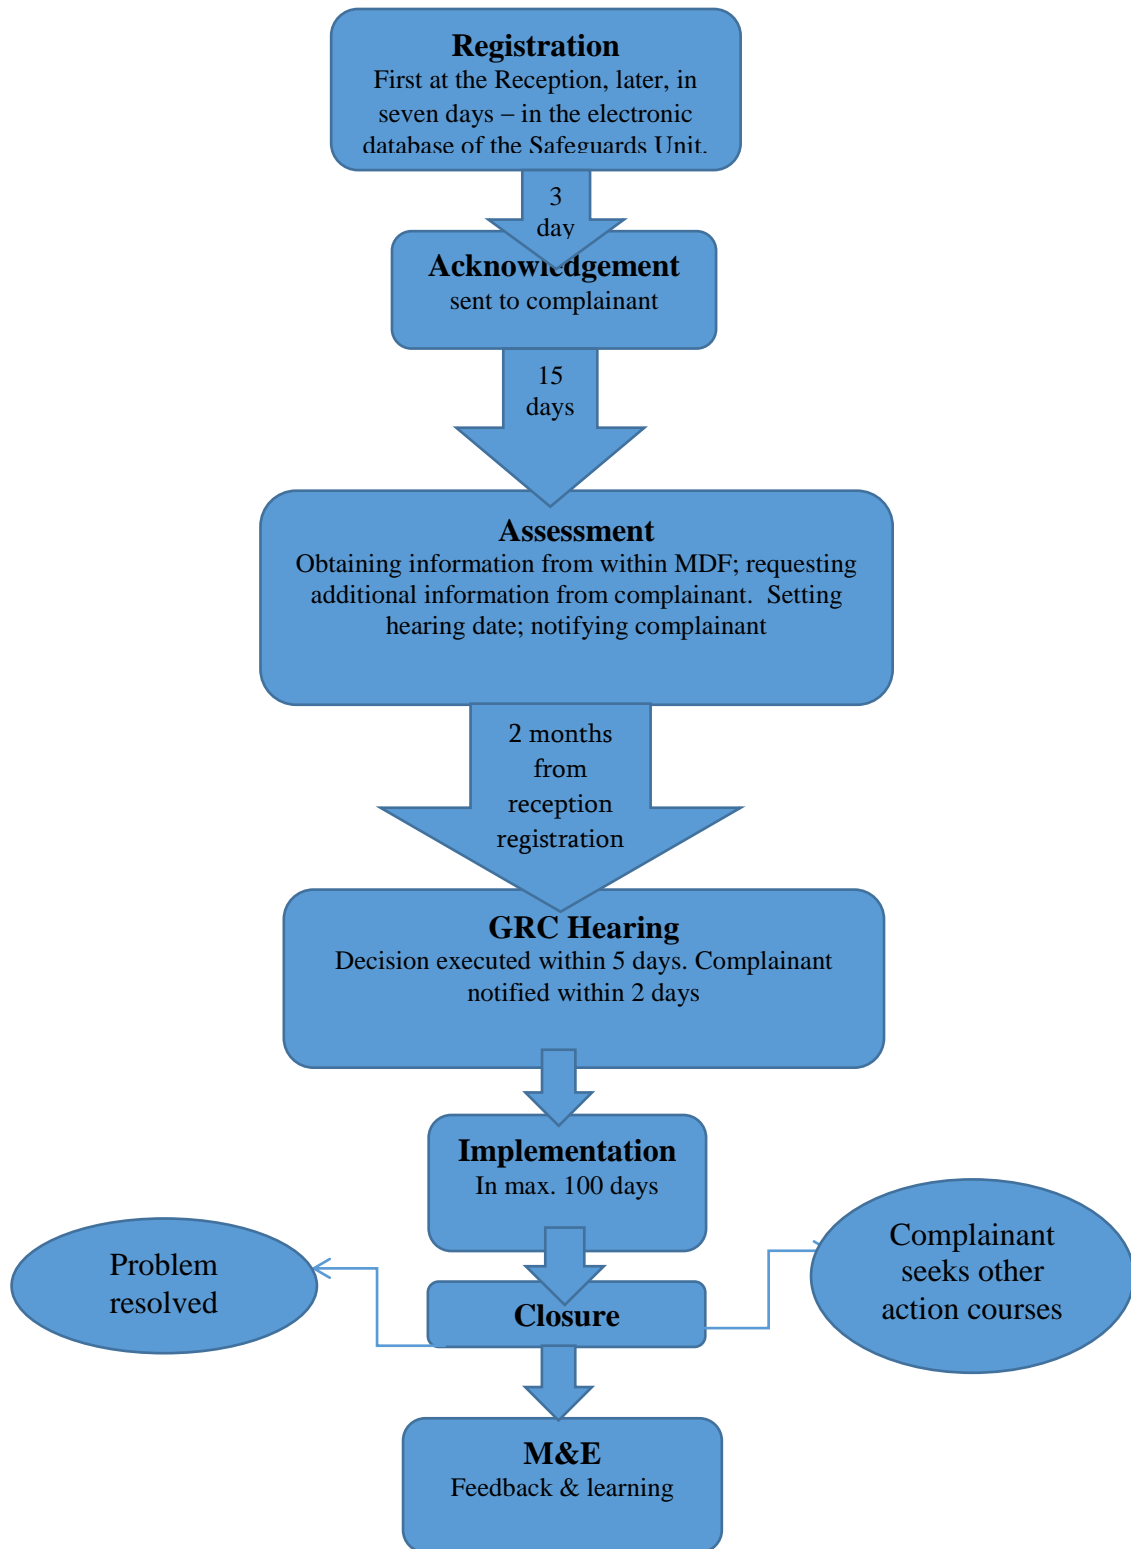 Registration
First at the Reception, later, in
seven days – in the electronic
database of the Safeguards Unit.
3
day
Acknowledgement
sent to complainant
15
days
Assessment
Obtaining information from within MDF; requesting
additional information from complainant.  Setting
hearing date; notifying complainant
2 months
from
reception
registration
GRC Hearing
Decision executed within 5 days. Complainant
notified within 2 days
Implementation
In max. 100 days
Problem
resolved
Complainant
seeks other
action courses
Closure
M&E
Feedback & learning